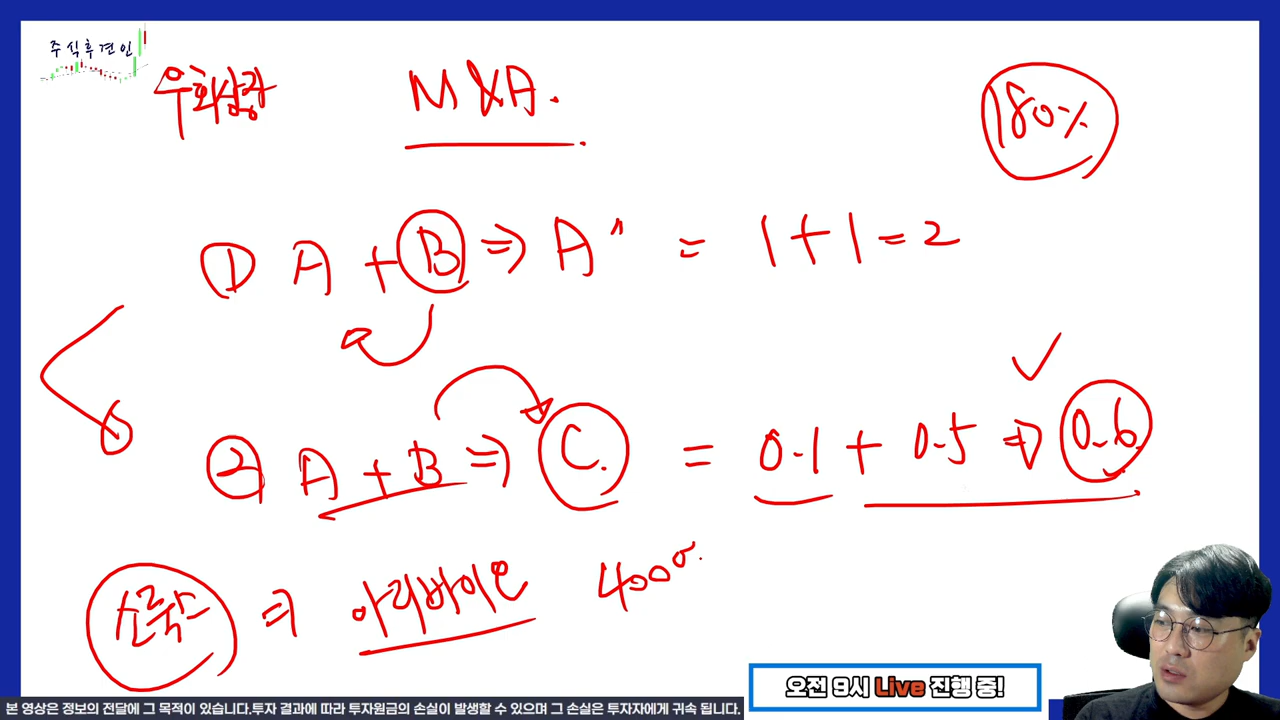 주식후견인
우회상장 M&A.
180%
① A + B ⇒ A" = 1+1=2
② A + B ⇒ C. = 0.1 + 0.5 ⇒ 0.6
소룩스 ⇒ 아리바이오 400억.
오전 9시 Live 진행 중!
본 영상은 정보의 전달에 그 목적이 있습니다.투자 결과에 따라 투자원금의 손실이 발생할 수 있으며 그 손실은 투자자에게 귀속 됩니다.